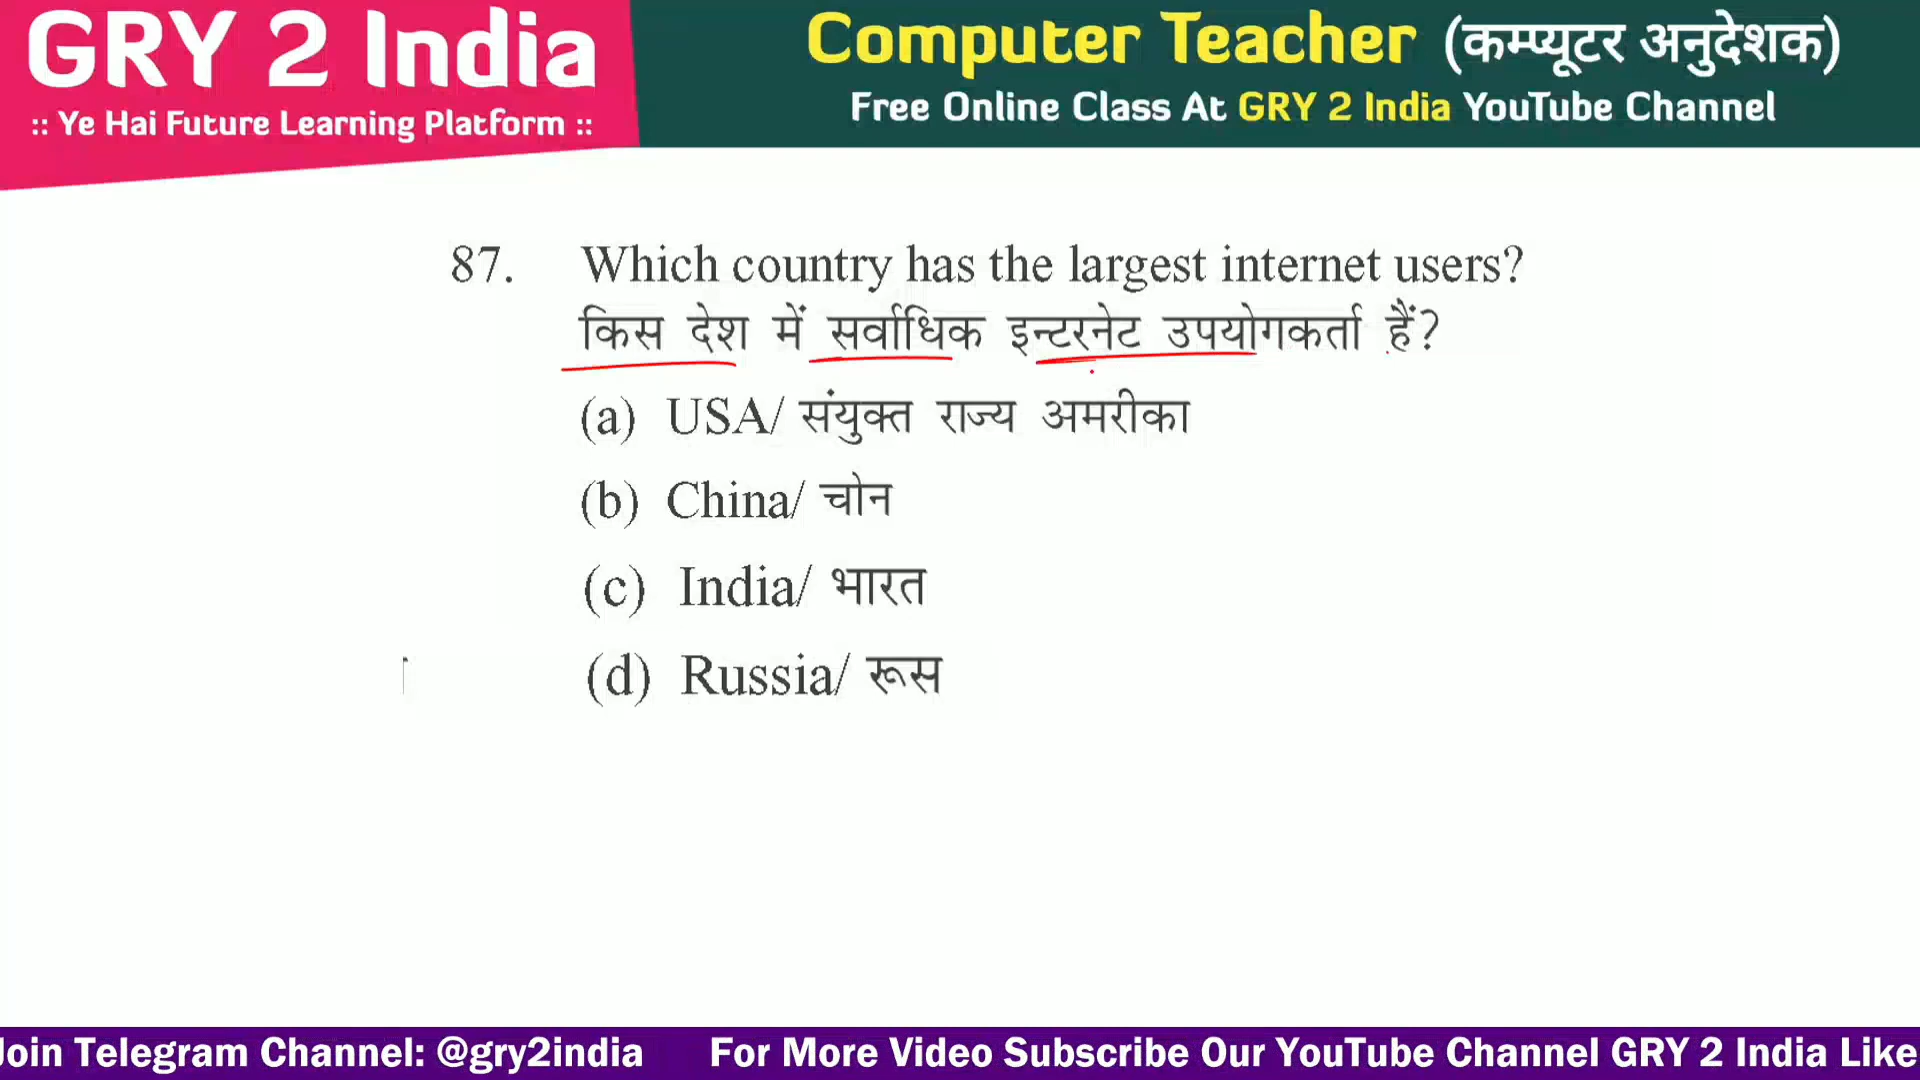 GRY 2 India
:: Ye Hai Future Learning Platform ::
Computer Teacher (कम्प्यूटर अनुदेशक)
Free Online Class At GRY 2 India YouTube Channel
87. Which country has the largest internet users?
किस देश में सर्वाधिक इन्टरनेट उपयोगकर्ता हैं?
(a) USA/ संयुक्त राज्य अमरीका
(b) China/ चीन
(c) India/ भारत
(d) Russia/ रूस
Join Telegram Channel: @gry2india For More Video Subscribe Our YouTube Channel GRY 2 India Like